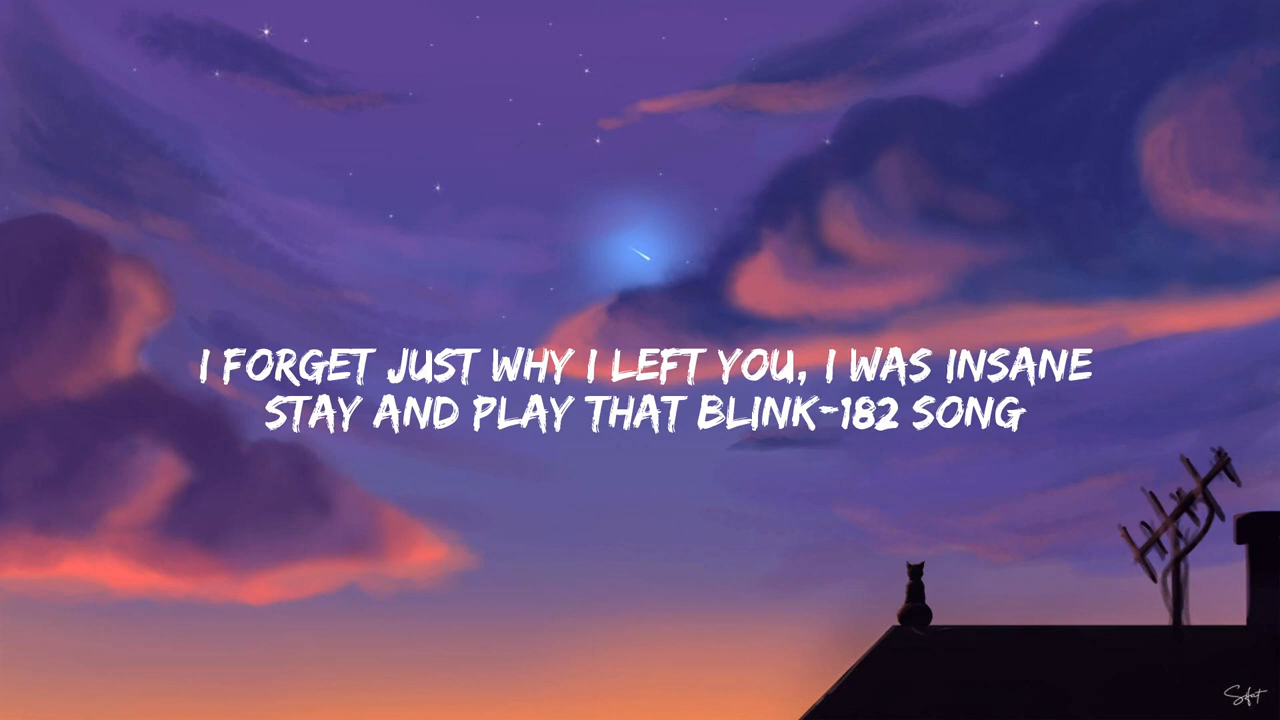 I FORGET JUST WHY I LEFT YOU, I WAS INSANE
STAY AND PLAY THAT BLINK-182 SONG